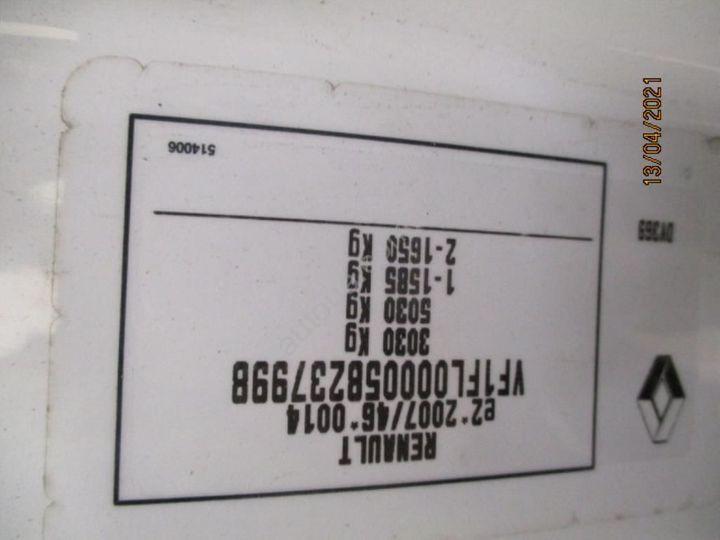 RENAULT
e2*2007/46*0014
VF1FL000058237998
3030 Kg
5030 Kg
1-1585 Kg
2-1650 Kg
514006
DV369
13/04/2021